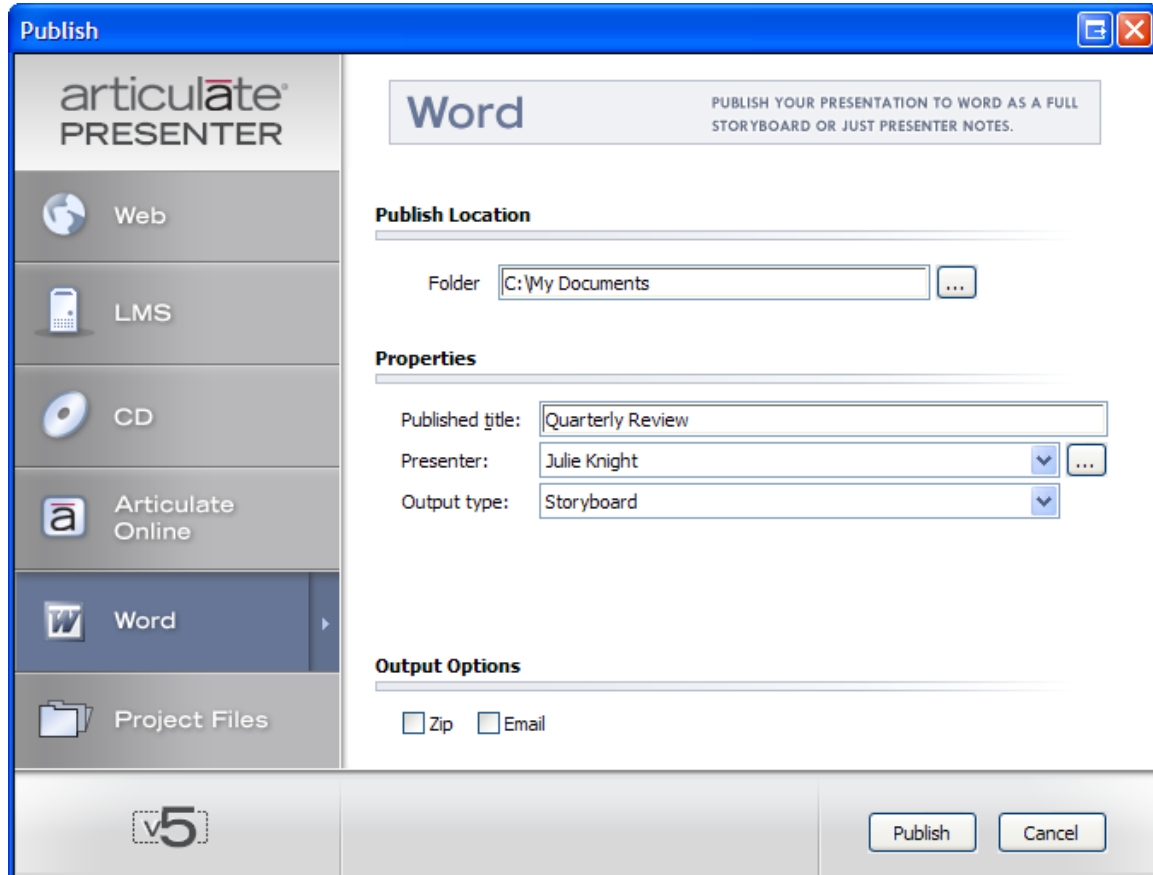 Publish
articulāte®
PRESENTER
Web
LMS
CD
ā
Articulate
Online
W
Word
Project Files
v5
Word
PUBLISH YOUR PRESENTATION TO WORD AS A FULL
STORYBOARD OR JUST PRESENTER NOTES.
Publish Location
Folder C:\My Documents ...
Properties
Published title: Quarterly Review
Presenter: Julie Knight ...
Output type: Storyboard
Output Options
Zip Email
Publish Cancel